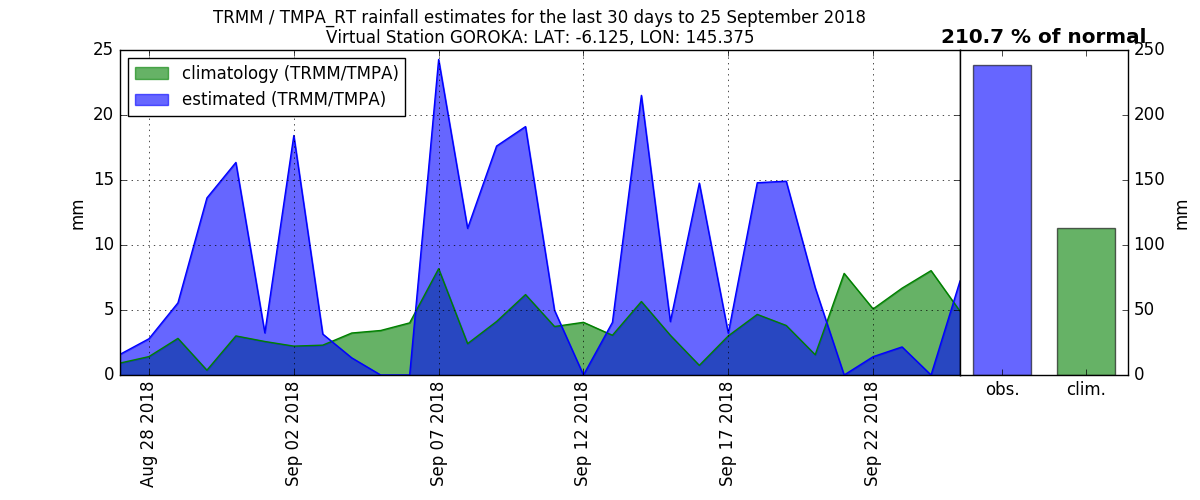 TRMM / TMPA_RT rainfall estimates for the last 30 days to 25 September 2018
Virtual Station GOROKA: LAT: -6.125, LON: 145.375
210.7 % of normal
climatology (TRMM/TMPA)
estimated (TRMM/TMPA)
25
20
15
10
5
0
mm
Aug 28 2018
Sep 02 2018
Sep 07 2018
Sep 12 2018
Sep 17 2018
Sep 22 2018
250
200
150
100
50
0
mm
obs.
clim.